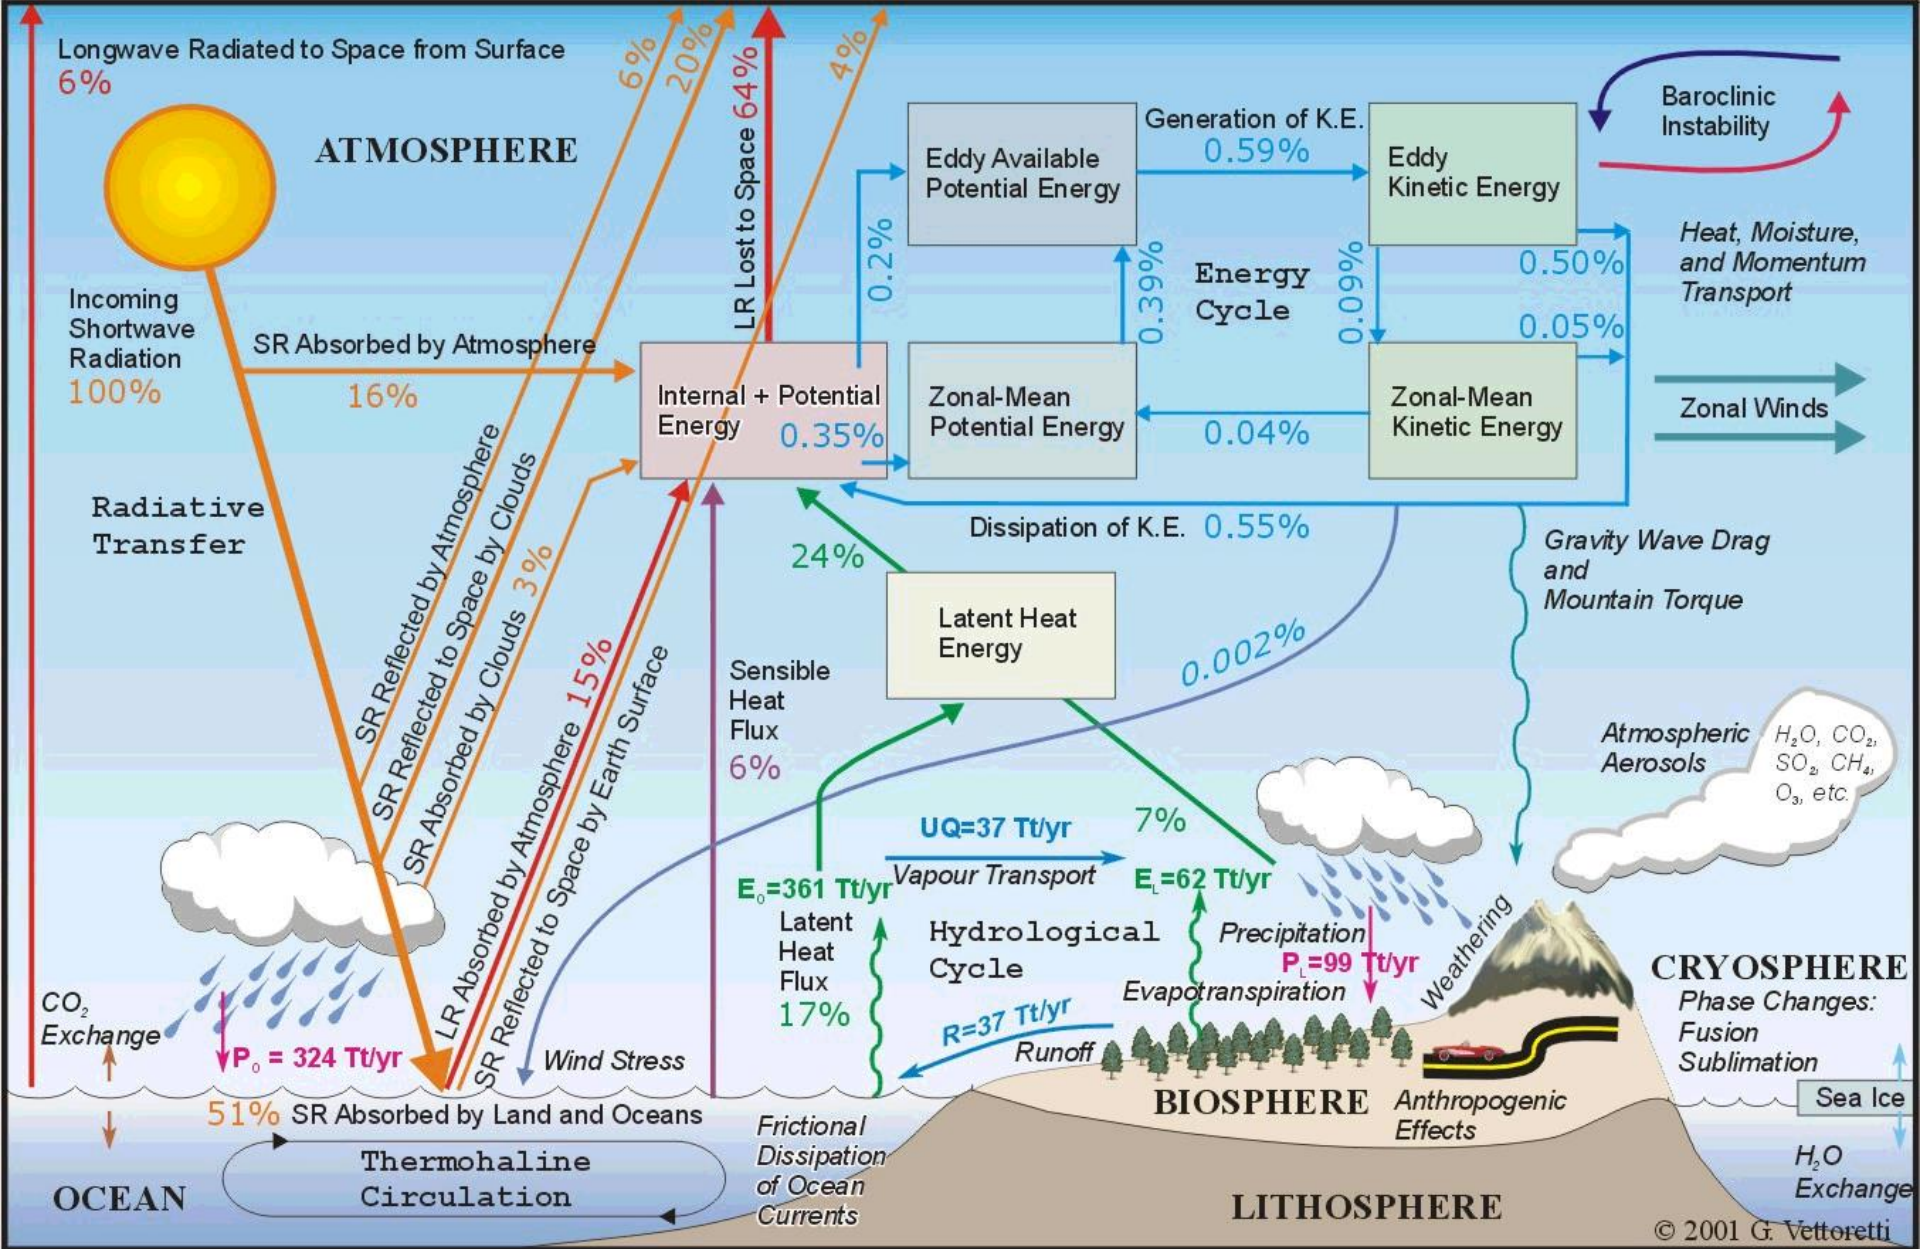 Longwave Radiated to Space from Surface
6%
ATMOSPHERE
6%
20%
LR Lost to Space 64%
4%
Incoming
Shortwave
Radiation
100%
SR Absorbed by Atmosphere
16%
Radiative
Transfer
SR Reflected by Atmosphere
SR Reflected to Space by Clouds
SR Absorbed by Clouds 3%
LR Absorbed by Atmosphere 15%
SR Reflected to Space by Earth Surface
Internal + Potential
Energy
0.35%
0.2%
Eddy Available
Potential Energy
Generation of K.E.
0.59%
Eddy
Kinetic Energy
Baroclinic
Instability
0.39%
Energy
Cycle
0.09%
0.50%
0.05%
Heat, Moisture,
and Momentum
Transport
Zonal-Mean
Potential Energy
0.04%
Zonal-Mean
Kinetic Energy
Zonal Winds
Dissipation of K.E. 0.55%
24%
Latent Heat
Energy
0.002%
Gravity Wave Drag
and
Mountain Torque
Sensible
Heat
Flux
6%
Atmospheric
Aerosols
H₂O, CO₂,
SO₂, CH₄,
O₃, etc.
UQ=37 Tt/yr
Vapour Transport
7%
E₀=361 Tt/yr
Latent
Heat
Flux
17%
E_L=62 Tt/yr
Hydrological
Cycle
Precipitation
P_L=99 Tt/yr
Weathering
Evapotranspiration
R=37 Tt/yr
Runoff
CRYOSPHERE
Phase Changes:
Fusion
Sublimation
Sea Ice
H₂O
Exchange
CO₂
Exchange
P₀ = 324 Tt/yr
Wind Stress
51% SR Absorbed by Land and Oceans
Thermohaline
Circulation
OCEAN
Frictional
Dissipation
of Ocean
Currents
BIOSPHERE
Anthropogenic
Effects
LITHOSPHERE
© 2001 G. Vettoretti